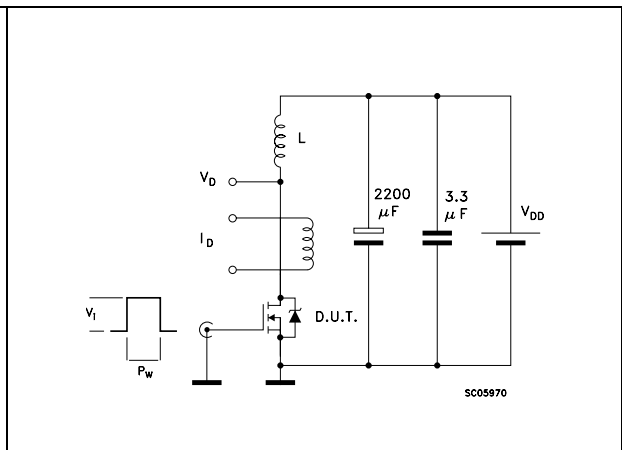 L
V_D
2200
μF
3.3
μF
V_DD
I_D
D.U.T.
V_i
P_W
SC05970